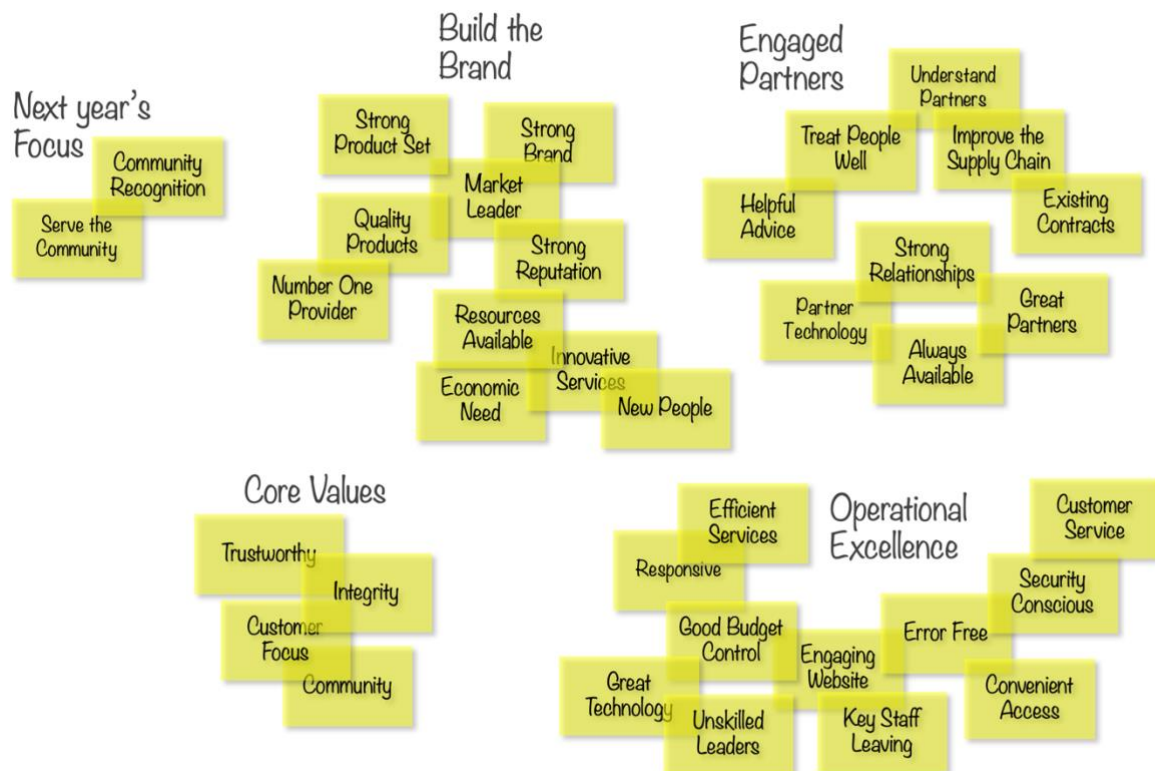 Next year's
Focus
Community
Recognition
Serve the
Community
Build the
Brand
Strong
Product Set
Strong
Brand
Market
Leader
Quality
Products
Strong
Reputation
Number One
Provider
Resources
Available
Innovative
Services
Economic
Need
New People
Engaged
Partners
Understand
Partners
Treat People
Well
Improve the
Supply Chain
Helpful
Advice
Existing
Contracts
Strong
Relationships
Partner
Technology
Great
Partners
Always
Available
Core Values
Trustworthy
Integrity
Customer
Focus
Community
Operational
Excellence
Efficient
Services
Customer
Service
Responsive
Security
Conscious
Good Budget
Control
Error Free
Engaging
Website
Great
Technology
Convenient
Access
Unskilled
Leaders
Key Staff
Leaving